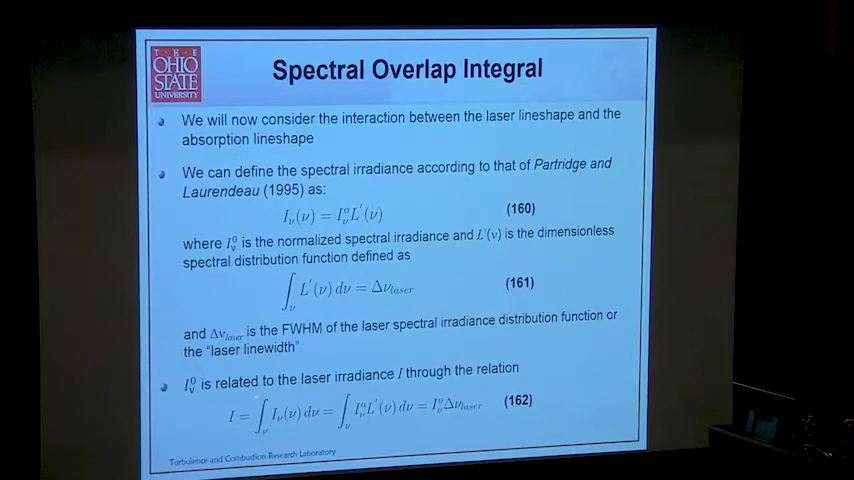 T · H · E
OHIO
STATE
UNIVERSITY
Spectral Overlap Integral
We will now consider the interaction between the laser lineshape and the
absorption lineshape
We can define the spectral irradiance according to that of Partridge and
Laurendeau (1995) as:
I_ν(ν) = I_ν^o L′(ν) (160)
where I_ν^0 is the normalized spectral irradiance and L′(ν) is the dimensionless
spectral distribution function defined as
∫_ν L′(ν) dν = Δν_laser (161)
and Δν_laser is the FWHM of the laser spectral irradiance distribution function or
the "laser linewidth"
I_ν^0 is related to the laser irradiance I through the relation
I = ∫_ν I_ν(ν) dν = ∫_ν I_ν^o L′(ν) dν = I_ν^o Δν_laser (162)
Turbulence and Combustion Research Laboratory